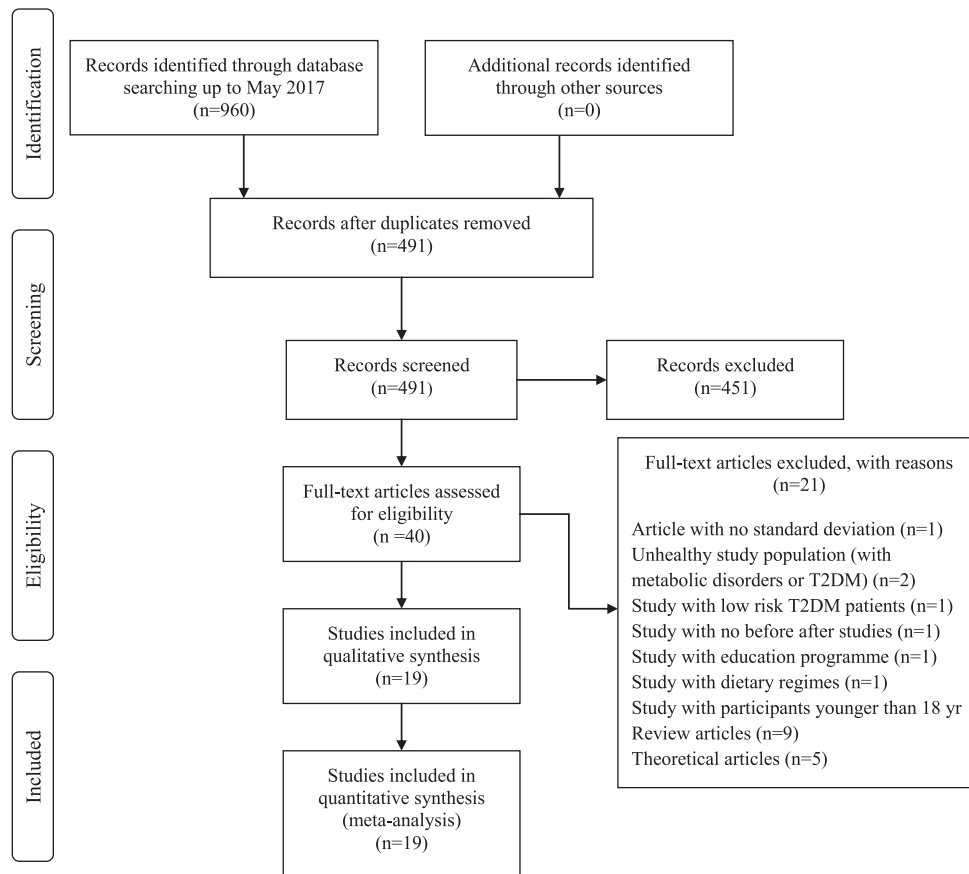 Identification
Records identified through database
searching up to May 2017
(n=960)
Additional records identified
through other sources
(n=0)
Records after duplicates removed
(n=491)
Screening
Records screened
(n=491)
Records excluded
(n=451)
Eligibility
Full-text articles assessed
for eligibility
(n =40)
Full-text articles excluded, with reasons
(n=21)
Article with no standard deviation (n=1)
Unhealthy study population (with
metabolic disorders or T2DM) (n=2)
Study with low risk T2DM patients (n=1)
Study with no before after studies (n=1)
Study with education programme (n=1)
Study with dietary regimes (n=1)
Study with participants younger than 18 yr
Review articles (n=9)
Theoretical articles (n=5)
Studies included in
qualitative synthesis
(n=19)
Included
Studies included in
quantitative synthesis
(meta-analysis)
(n=19)